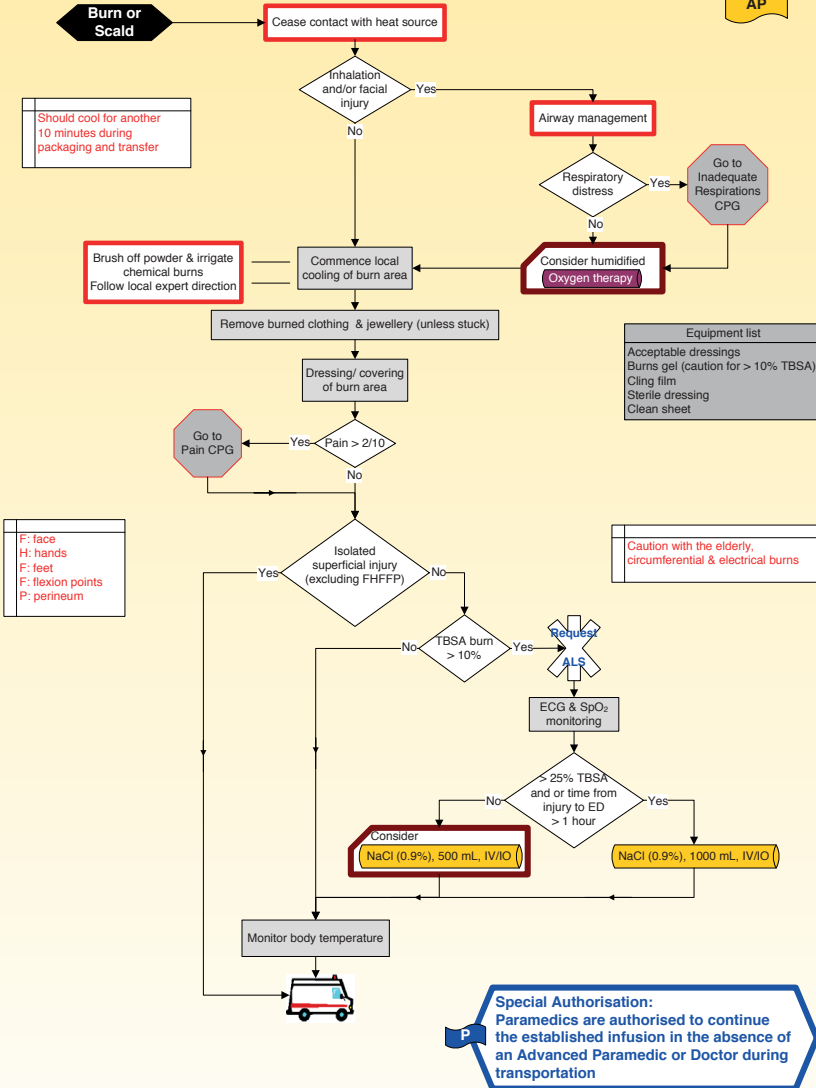 AP
Burn or
Scald
Cease contact with heat source
Inhalation
and/or facial
injury
Yes
No
Should cool for another
10 minutes during
packaging and transfer
Airway management
Respiratory
distress
Yes
No
Go to
Inadequate
Respirations
CPG
Brush off powder & irrigate
chemical burns
Follow local expert direction
Commence local
cooling of burn area
Consider humidified
Oxygen therapy
Remove burned clothing & jewellery (unless stuck)
Equipment list
Acceptable dressings
Burns gel (caution for > 10% TBSA)
Cling film
Sterile dressing
Clean sheet
Dressing/ covering
of burn area
Go to
Pain CPG
Yes
Pain > 2/10
No
F: face
H: hands
F: feet
F: flexion points
P: perineum
Isolated
superficial injury
(excluding FHFFP)
Yes
No
Caution with the elderly,
circumferential & electrical burns
No
TBSA burn
> 10%
Yes
Request
ALS
ECG & SpO₂
monitoring
> 25% TBSA
and or time from
injury to ED
> 1 hour
No
Yes
Consider
NaCl (0.9%), 500 mL, IV/IO
NaCl (0.9%), 1000 mL, IV/IO
Monitor body temperature
P
Special Authorisation:
Paramedics are authorised to continue
the established infusion in the absence of
an Advanced Paramedic or Doctor during
transportation